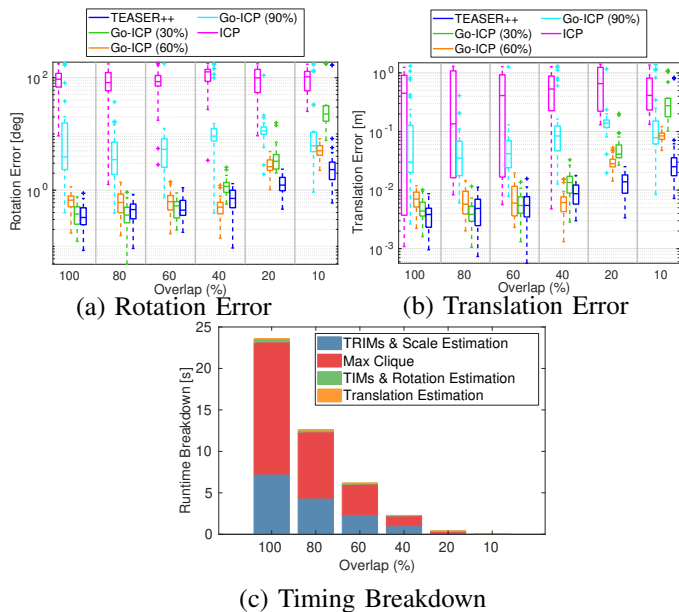 TEASER++
Go-ICP (30%)
Go-ICP (60%)
Go-ICP (90%)
ICP
10²
10⁰
Rotation Error [deg]
100 80 60 40 20 10
Overlap (%)
(a) Rotation Error
TEASER++
Go-ICP (30%)
Go-ICP (60%)
Go-ICP (90%)
ICP
10⁰
10⁻¹
10⁻²
10⁻³
Translation Error [m]
100 80 60 40 20 10
Overlap (%)
(b) Translation Error
25
20
15
10
5
0
Runtime Breakdown [s]
TRIMs & Scale Estimation
Max Clique
TIMs & Rotation Estimation
Translation Estimation
100 80 60 40 20 10
Overlap (%)
(c) Timing Breakdown